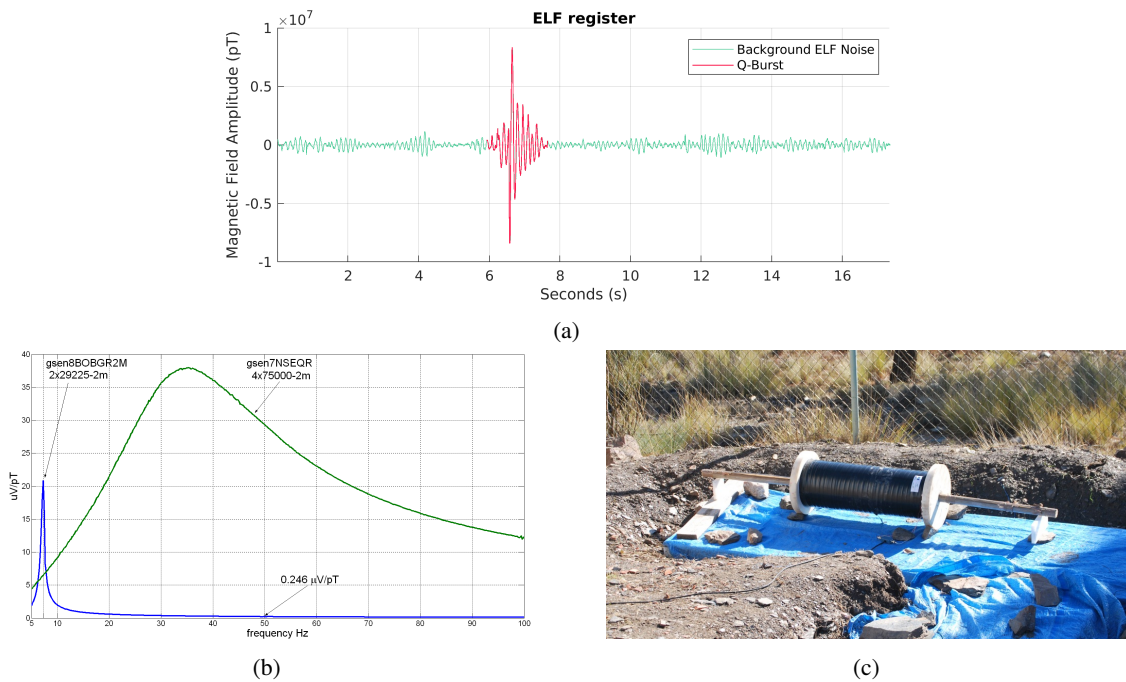 ELF register
×10^7
Magnetic Field Amplitude (pT)
1
0.5
0
-0.5
-1
Background ELF Noise
Q-Burst
2 4 6 8 10 12 14 16
Seconds (s)
(a)
gsen8BOBGR2M
2x29225-2m
gsen7NSEQR
4x75000-2m
uV/pT
40
35
30
25
20
15
10
5
0
0.246 μV/pT
5 10 20 30 40 50 60 70 80 90 100
frequency Hz
(b)
(c)